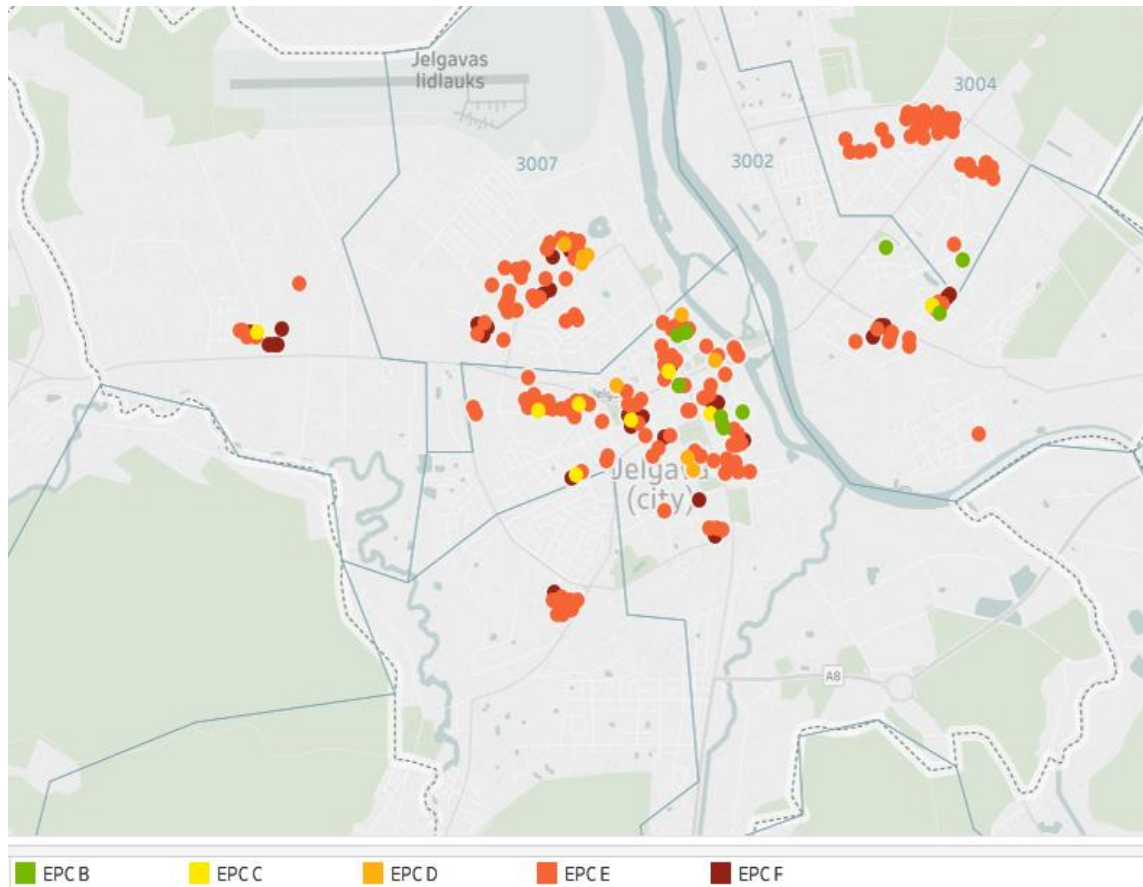 Jelgavas
lidlauks
3004
3007
3002
Jelgava
(city)
A8
EPC B
EPC C
EPC D
EPC E
EPC F